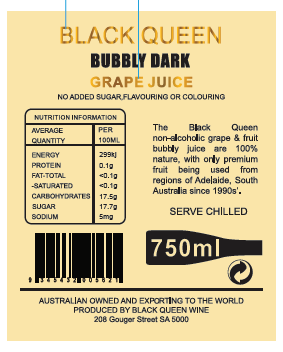 BLACK QUEEN
BUBBLY DARK
GRAPE JUICE
NO ADDED SUGAR,FLAVOURING OR COLOURING
NUTRITION INFORMATION
AVERAGE QUANTITY PER 100ML
ENERGY 299kj
PROTEIN 0.1g
FAT-TOTAL <0.1g
-SATURATED <0.1g
CARBOHYDRATES 17.5g
SUGAR 17.7g
SODIUM 5mg
The Black Queen
non-alcoholic grape & fruit
bubbly juice are 100%
nature, with only premium
fruit being used from
regions of Adelaide, South
Australia since 1990s'.
SERVE CHILLED
750ml
9 345432 005621
AUSTRALIAN OWNED AND EXPORTING TO THE WORLD
PRODUCED BY BLACK QUEEN WINE
208 Gouger Street SA 5000